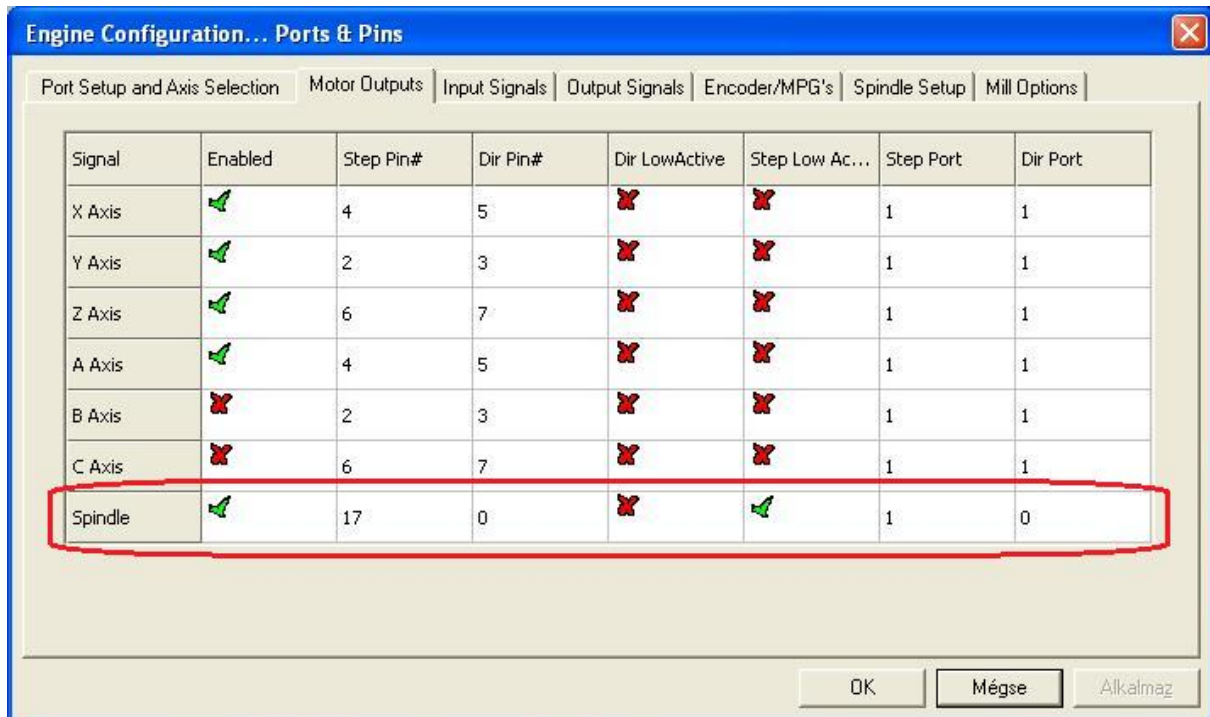 Engine Configuration... Ports & Pins
Port Setup and Axis Selection Motor Outputs Input Signals Output Signals Encoder/MPG's Spindle Setup Mill Options
Signal Enabled Step Pin# Dir Pin# Dir LowActive Step Low Ac... Step Port Dir Port
X Axis 4 5 1 1
Y Axis 2 3 1 1
Z Axis 6 7 1 1
A Axis 4 5 1 1
B Axis 2 3 1 1
C Axis 6 7 1 1
Spindle 17 0 1 0
OK Mégse Alkalmaz